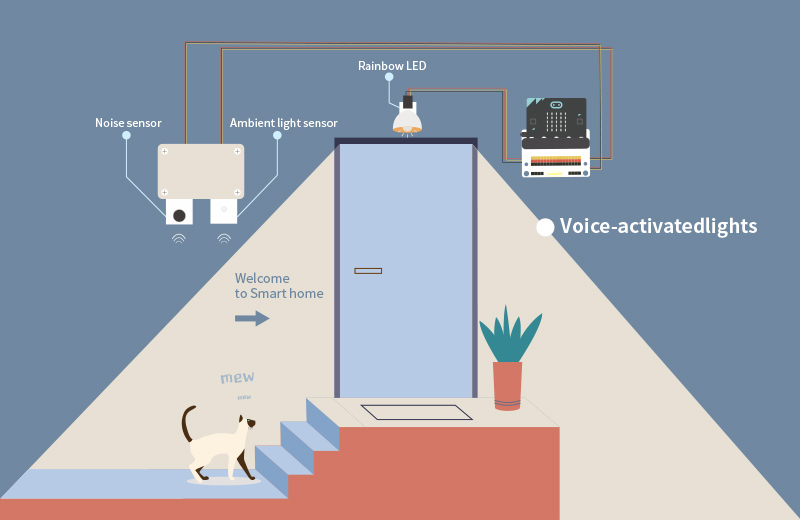 Rainbow LED
Noise sensor
Ambient light sensor
Voice-activatedlights
Welcome
to Smart home
mew
mew